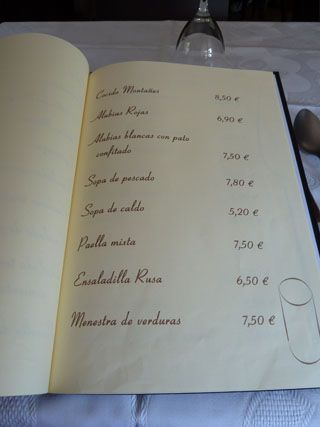 Cocido Montañes 8,50 €
Alubias Rojas 6,90 €
Alubias blancas con pato
confitado 7,50 €
Sopa de pescado 7,80 €
Sopa de caldo 5,20 €
Paella mixta 7,50 €
Ensaladilla Rusa 6,50 €
Menestra de verduras 7,50 €